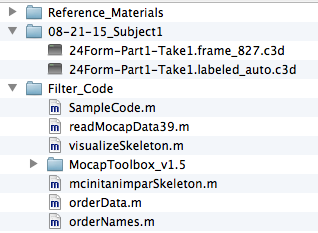 Reference_Materials
08-21-15_Subject1
24Form-Part1-Take1.frame_827.c3d
24Form-Part1-Take1.labeled_auto.c3d
Filter_Code
SampleCode.m
readMocapData39.m
visualizeSkeleton.m
MocapToolbox_v1.5
mcinitanimparSkeleton.m
orderData.m
orderNames.m